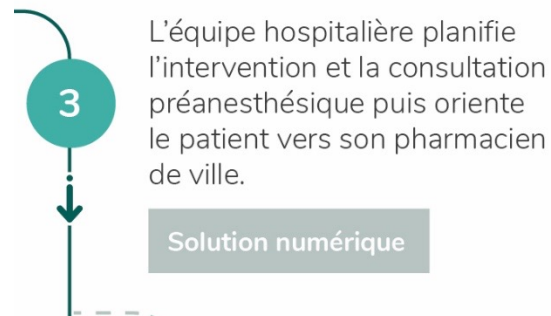 3
L’équipe hospitalière planifie
l’intervention et la consultation
préanesthésique puis oriente
le patient vers son pharmacien
de ville.
Solution numérique